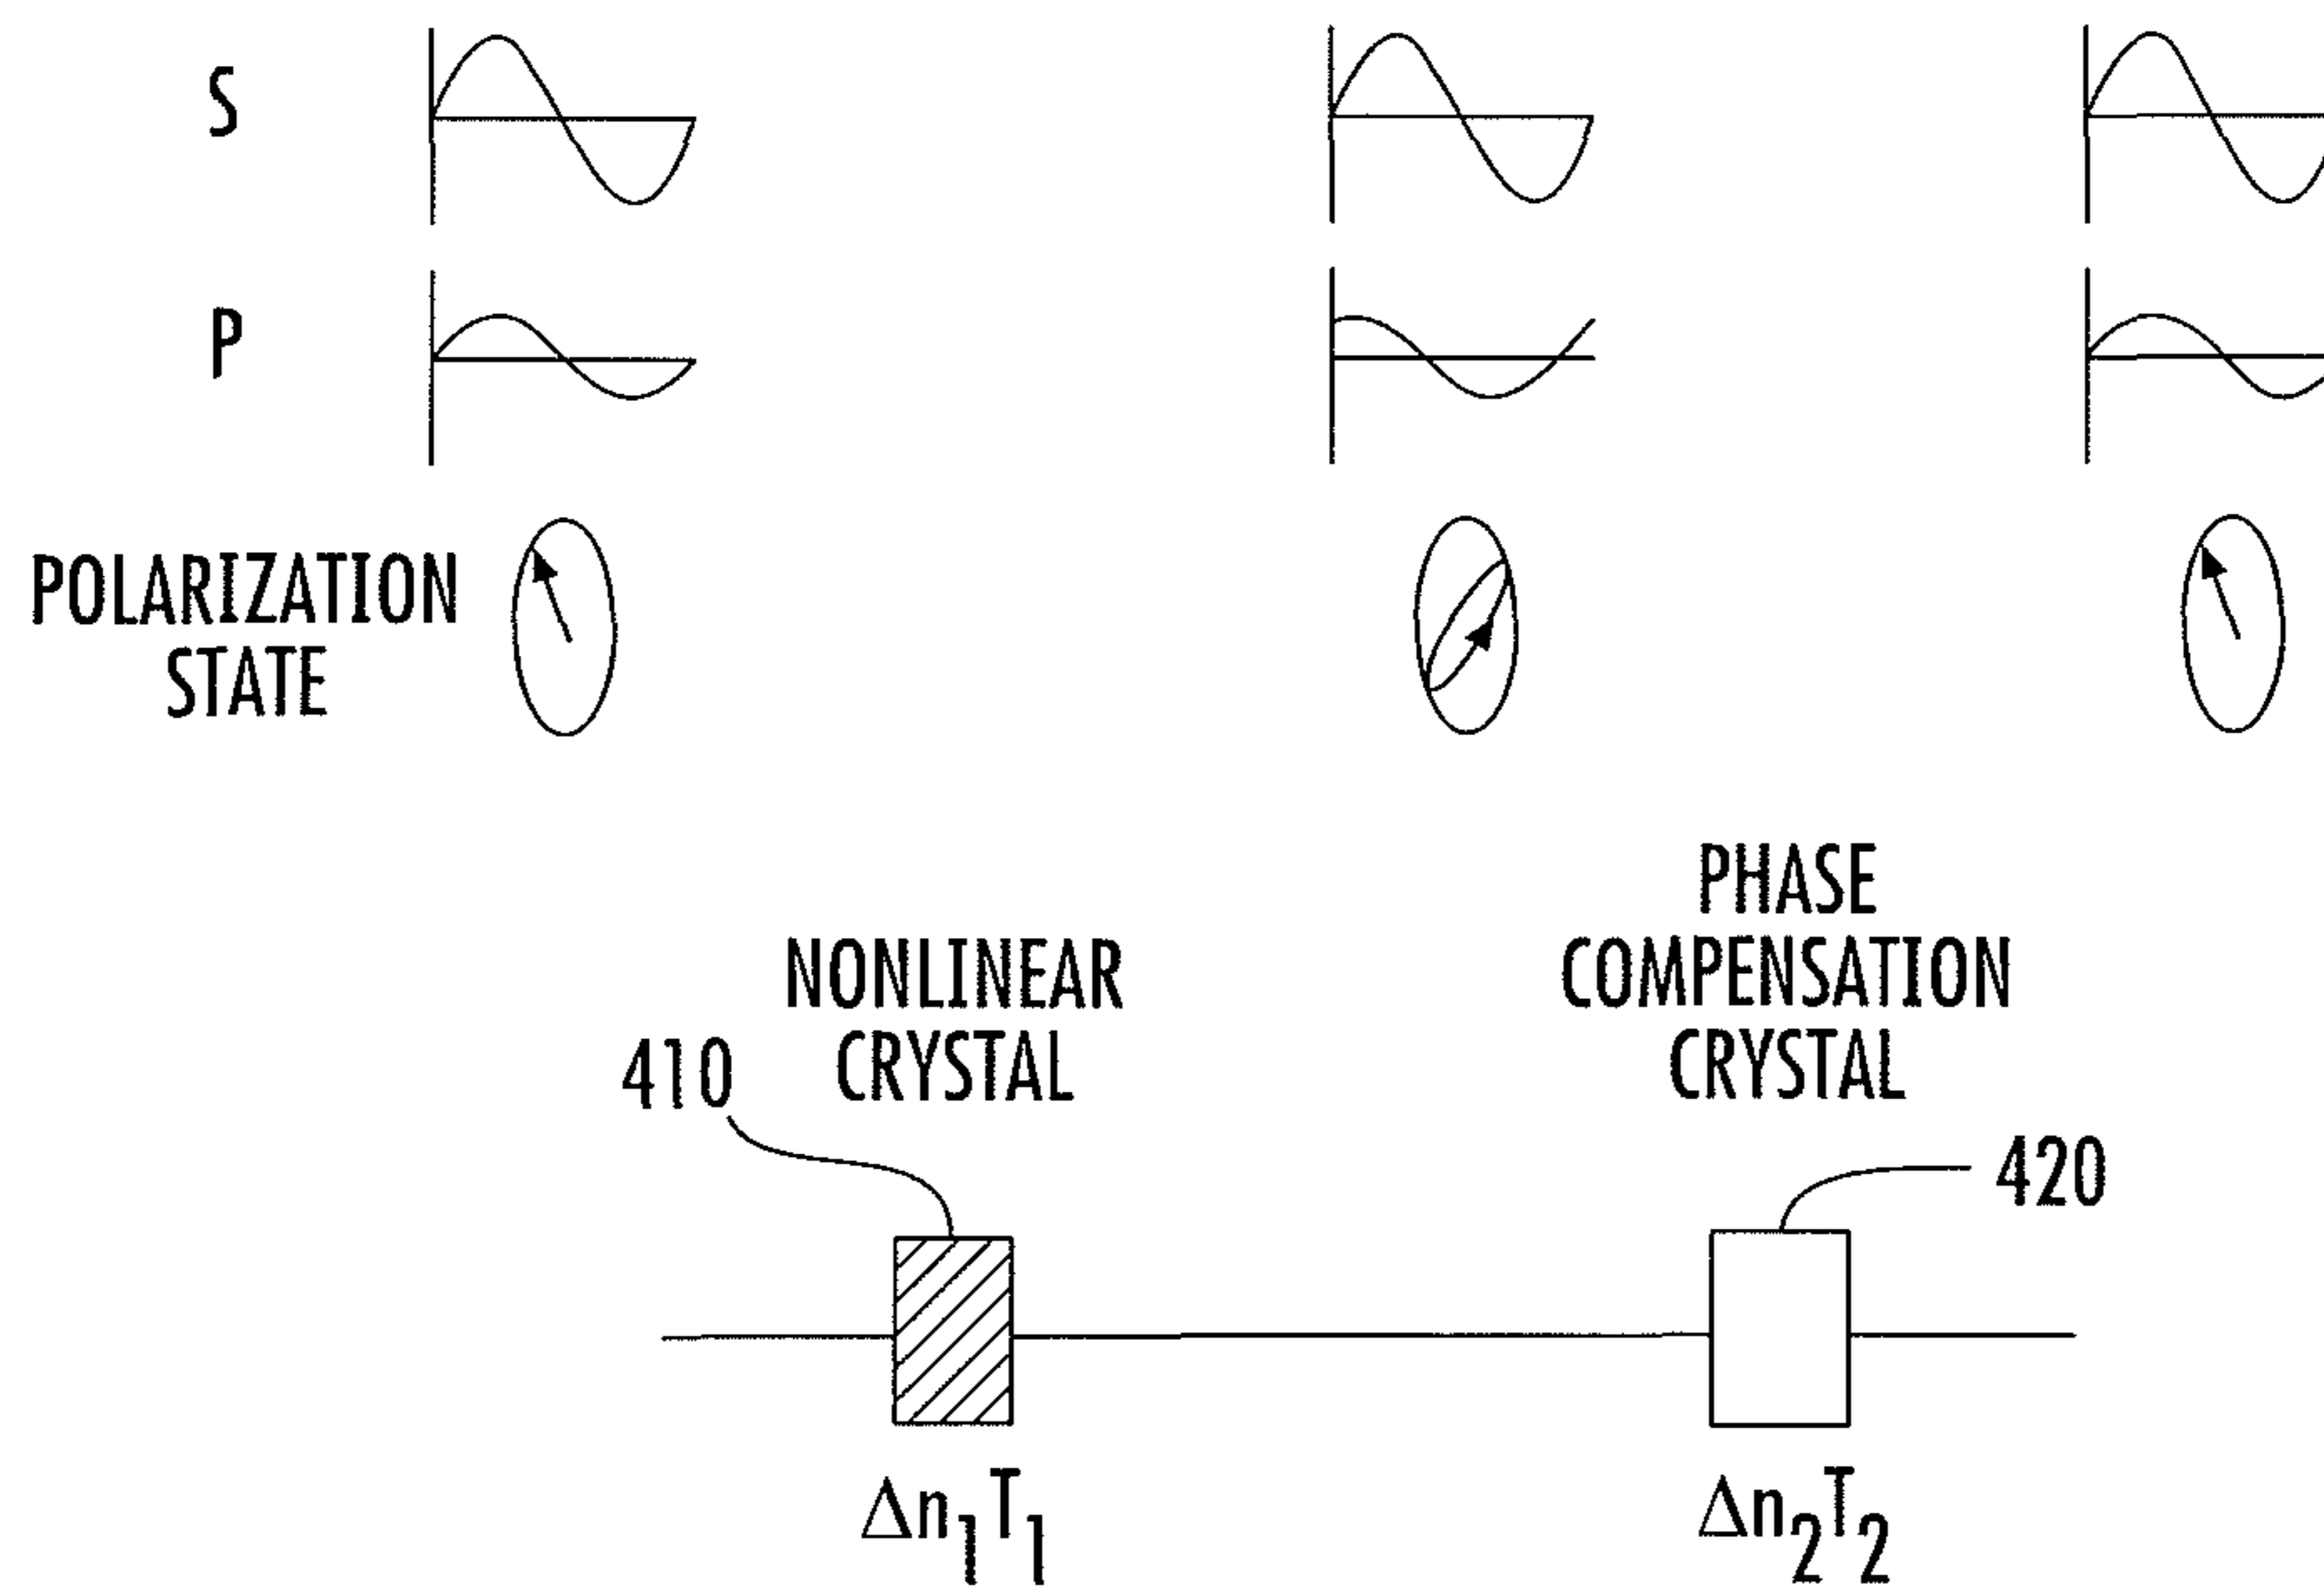 S
P
POLARIZATION
STATE
NONLINEAR
CRYSTAL
410
PHASE
COMPENSATION
CRYSTAL
420
Δn₁T₁
Δn₂T₂